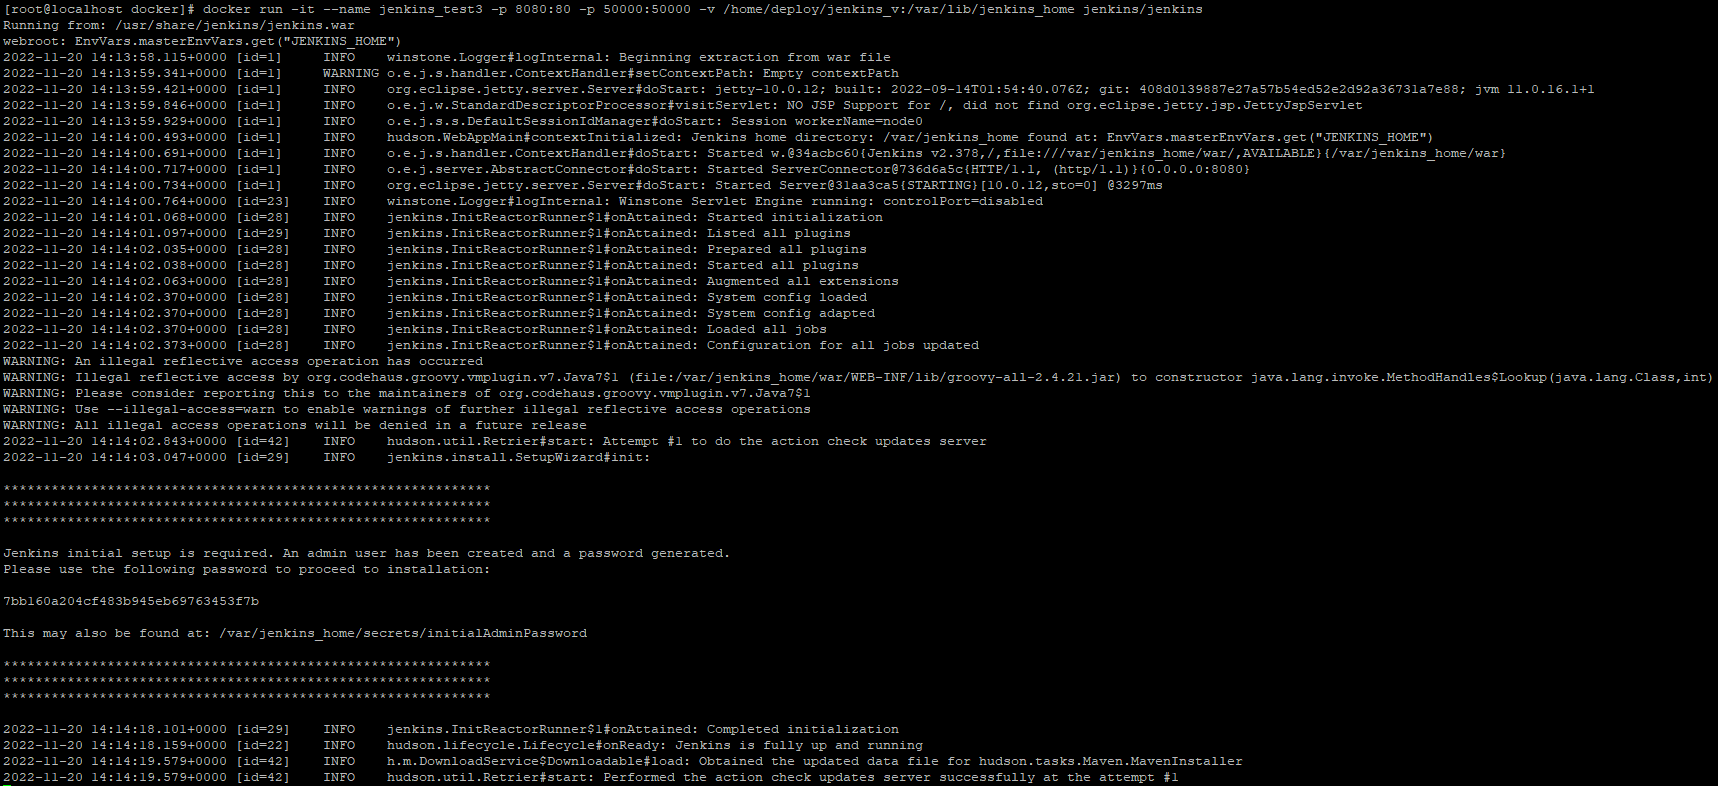 [root@localhost docker]# docker run -it --name jenkins_test3 -p 8080:80 -p 50000:50000 -v /home/deploy/jenkins_v:/var/lib/jenkins_home jenkins/jenkins
Running from: /usr/share/jenkins/jenkins.war
webroot: EnvVars.masterEnvVars.get("JENKINS_HOME")
2022-11-20 14:13:58.115+0000 [id=1]     INFO    winstone.Logger#logInternal: Beginning extraction from war file
2022-11-20 14:13:59.341+0000 [id=1]     WARNING o.e.j.s.handler.ContextHandler#setContextPath: Empty contextPath
2022-11-20 14:13:59.421+0000 [id=1]     INFO    org.eclipse.jetty.server.Server#doStart: jetty-10.0.12; built: 2022-09-14T01:54:40.076Z; git: 408d0139887e27a57b54ed52e2d92a36731a7e88; jvm 11.0.16.1+1
2022-11-20 14:13:59.846+0000 [id=1]     INFO    o.e.j.w.StandardDescriptorProcessor#visitServlet: NO JSP Support for /, did not find org.eclipse.jetty.jsp.JettyJspServlet
2022-11-20 14:13:59.929+0000 [id=1]     INFO    o.e.j.s.s.DefaultSessionIdManager#doStart: Session workerName=node0
2022-11-20 14:14:00.493+0000 [id=1]     INFO    hudson.WebAppMain#contextInitialized: Jenkins home directory: /var/jenkins_home found at: EnvVars.masterEnvVars.get("JENKINS_HOME")
2022-11-20 14:14:00.691+0000 [id=1]     INFO    o.e.j.s.handler.ContextHandler#doStart: Started w.@34acbc60{Jenkins v2.378,/,file:///var/jenkins_home/war/,AVAILABLE}{/var/jenkins_home/war}
2022-11-20 14:14:00.717+0000 [id=1]     INFO    o.e.j.server.AbstractConnector#doStart: Started ServerConnector@736d6a5c{HTTP/1.1, (http/1.1)}{0.0.0.0:8080}
2022-11-20 14:14:00.734+0000 [id=1]     INFO    org.eclipse.jetty.server.Server#doStart: Started Server@31aa3ca5{STARTING}[10.0.12,sto=0] @3297ms
2022-11-20 14:14:00.764+0000 [id=23]    INFO    winstone.Logger#logInternal: Winstone Servlet Engine running: controlPort=disabled
2022-11-20 14:14:01.068+0000 [id=28]    INFO    jenkins.InitReactorRunner$1#onAttained: Started initialization
2022-11-20 14:14:01.097+0000 [id=29]    INFO    jenkins.InitReactorRunner$1#onAttained: Listed all plugins
2022-11-20 14:14:02.035+0000 [id=28]    INFO    jenkins.InitReactorRunner$1#onAttained: Prepared all plugins
2022-11-20 14:14:02.038+0000 [id=28]    INFO    jenkins.InitReactorRunner$1#onAttained: Started all plugins
2022-11-20 14:14:02.063+0000 [id=28]    INFO    jenkins.InitReactorRunner$1#onAttained: Augmented all extensions
2022-11-20 14:14:02.370+0000 [id=28]    INFO    jenkins.InitReactorRunner$1#onAttained: System config loaded
2022-11-20 14:14:02.370+0000 [id=28]    INFO    jenkins.InitReactorRunner$1#onAttained: System config adapted
2022-11-20 14:14:02.370+0000 [id=28]    INFO    jenkins.InitReactorRunner$1#onAttained: Loaded all jobs
2022-11-20 14:14:02.373+0000 [id=28]    INFO    jenkins.InitReactorRunner$1#onAttained: Configuration for all jobs updated
WARNING: An illegal reflective access operation has occurred
WARNING: Illegal reflective access by org.codehaus.groovy.vmplugin.v7.Java7$1 (file:/var/jenkins_home/war/WEB-INF/lib/groovy-all-2.4.21.jar) to constructor java.lang.invoke.MethodHandles$Lookup(java.lang.Class,int)
WARNING: Please consider reporting this to the maintainers of org.codehaus.groovy.vmplugin.v7.Java7$1
WARNING: Use --illegal-access=warn to enable warnings of further illegal reflective access operations
WARNING: All illegal access operations will be denied in a future release
2022-11-20 14:14:02.843+0000 [id=42]    INFO    hudson.util.Retrier#start: Attempt #1 to do the action check updates server
2022-11-20 14:14:03.047+0000 [id=29]    INFO    jenkins.install.SetupWizard#init:
*************************************************************
*************************************************************
*************************************************************
Jenkins initial setup is required. An admin user has been created and a password generated.
Please use the following password to proceed to installation:
7bb160a204cf483b945eb69763453f7b
This may also be found at: /var/jenkins_home/secrets/initialAdminPassword
*************************************************************
*************************************************************
*************************************************************
2022-11-20 14:14:18.101+0000 [id=29]    INFO    jenkins.InitReactorRunner$1#onAttained: Completed initialization
2022-11-20 14:14:18.159+0000 [id=22]    INFO    hudson.lifecycle.Lifecycle#onReady: Jenkins is fully up and running
2022-11-20 14:14:19.579+0000 [id=42]    INFO    h.m.DownloadService$Downloadable#load: Obtained the updated data file for hudson.tasks.Maven.MavenInstaller
2022-11-20 14:14:19.579+0000 [id=42]    INFO    hudson.util.Retrier#start: Performed the action check updates server successfully at the attempt #1